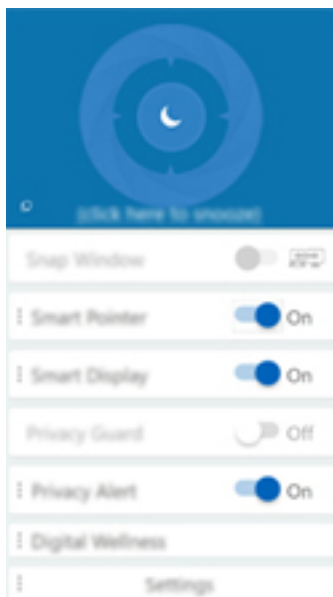 (click here to snooze)
Snap Window
Smart Pointer On
Smart Display On
Privacy Guard Off
Privacy Alert On
Digital Wellness
Settings